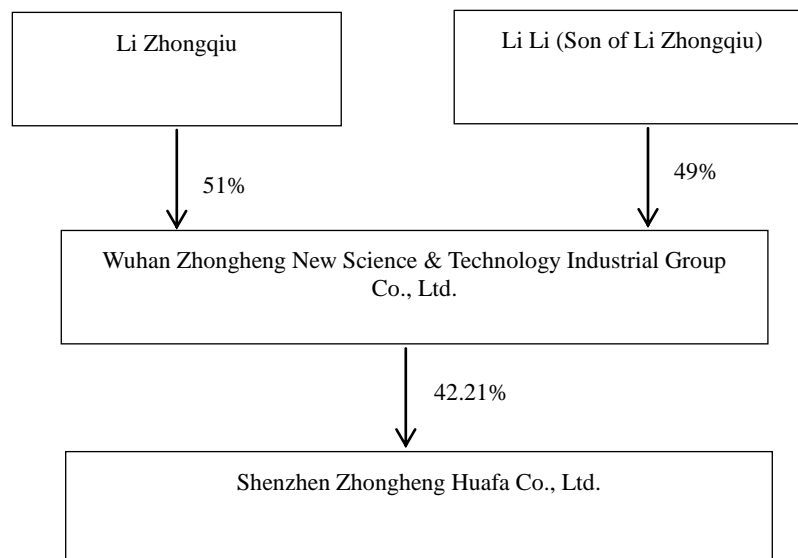 Li Zhongqiu
Li Li (Son of Li Zhongqiu)
51%
49%
Wuhan Zhongheng New Science & Technology Industrial Group
Co., Ltd.
42.21%
Shenzhen Zhongheng Huafa Co., Ltd.